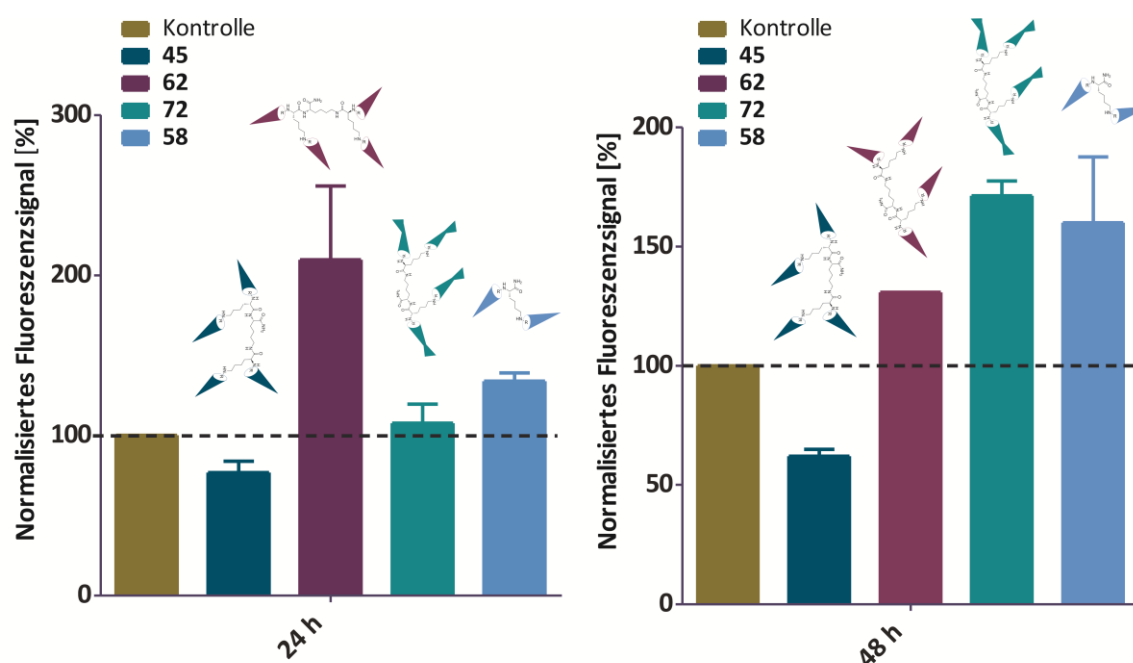 Kontrolle
45
62
72
58
Normalisiertes Fluoreszenzsignal [%]
300
200
100
0
24 h
Kontrolle
45
62
72
58
Normalisiertes Fluoreszenzsignal [%]
200
150
100
50
0
48 h